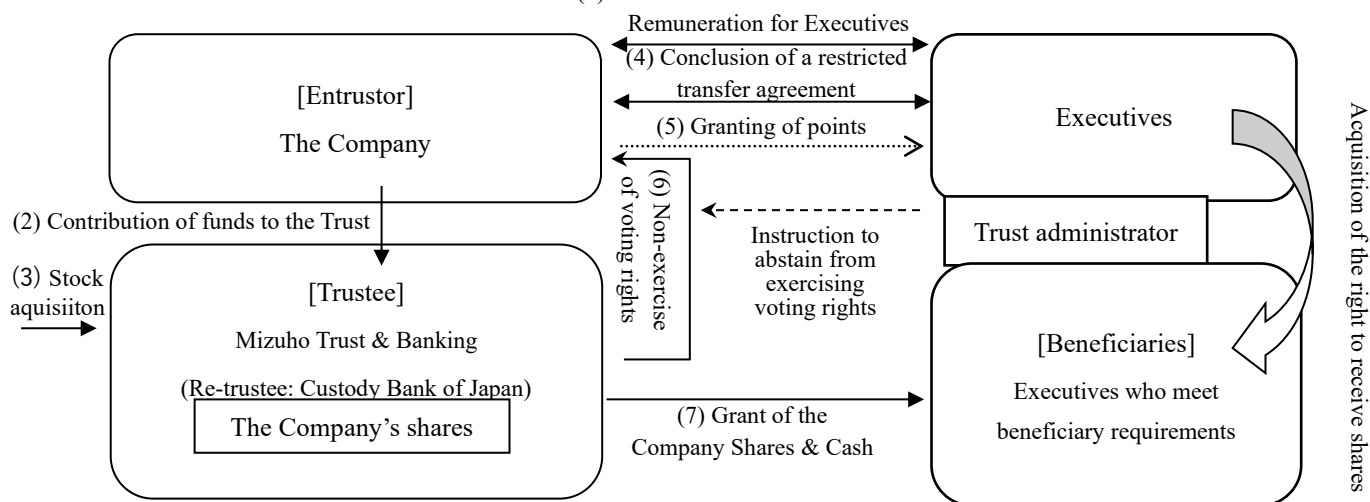 Remuneration for Executives
(4) Conclusion of a restricted
transfer agreement
[Entrustor]
The Company
Executives
(5) Granting of points
(2) Contribution of funds to the Trust
(6) Non-exercise
of voting rights
Instruction to
abstain from
exercising
voting rights
Trust administrator
(3) Stock
aquisiiton
[Trustee]
Mizuho Trust & Banking
(Re-trustee: Custody Bank of Japan)
The Company’s shares
(7) Grant of the
Company Shares & Cash
[Beneficiaries]
Executives who meet
beneficiary requirements
Acquisition of the right to receive shares